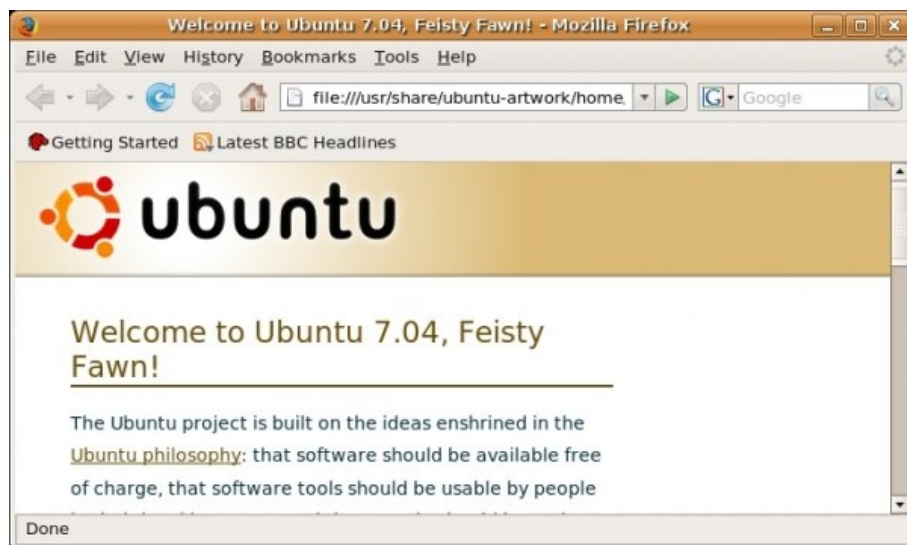 Welcome to Ubuntu 7.04, Feisty Fawn! - Mozilla Firefox
File Edit View History Bookmarks Tools Help
file:///usr/share/ubuntu-artwork/home, G Google
Getting Started Latest BBC Headlines
ubuntu
Welcome to Ubuntu 7.04, Feisty
Fawn!
The Ubuntu project is built on the ideas enshrined in the
Ubuntu philosophy: that software should be available free
of charge, that software tools should be usable by people
Done